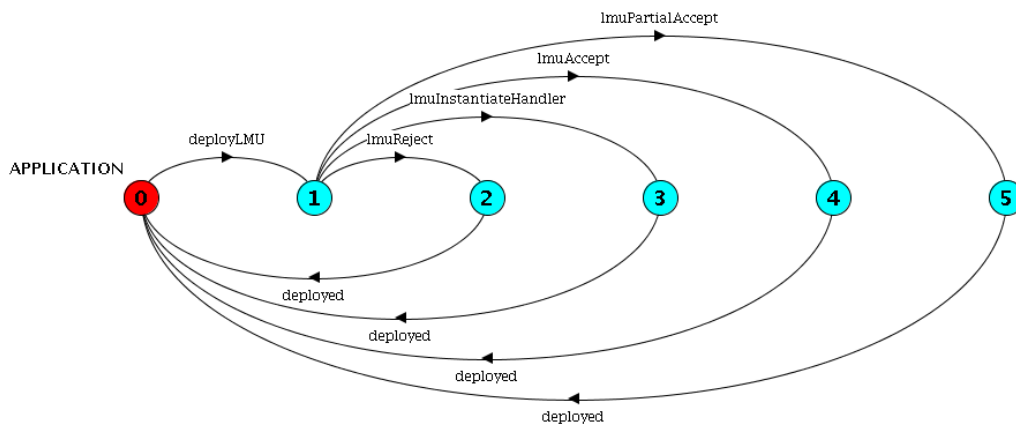 lmuPartialAccept
lmuAccept
lmuInstantiateHandler
deployLMU
lmuReject
APPLICATION
0
1
2
3
4
5
deployed
deployed
deployed
deployed